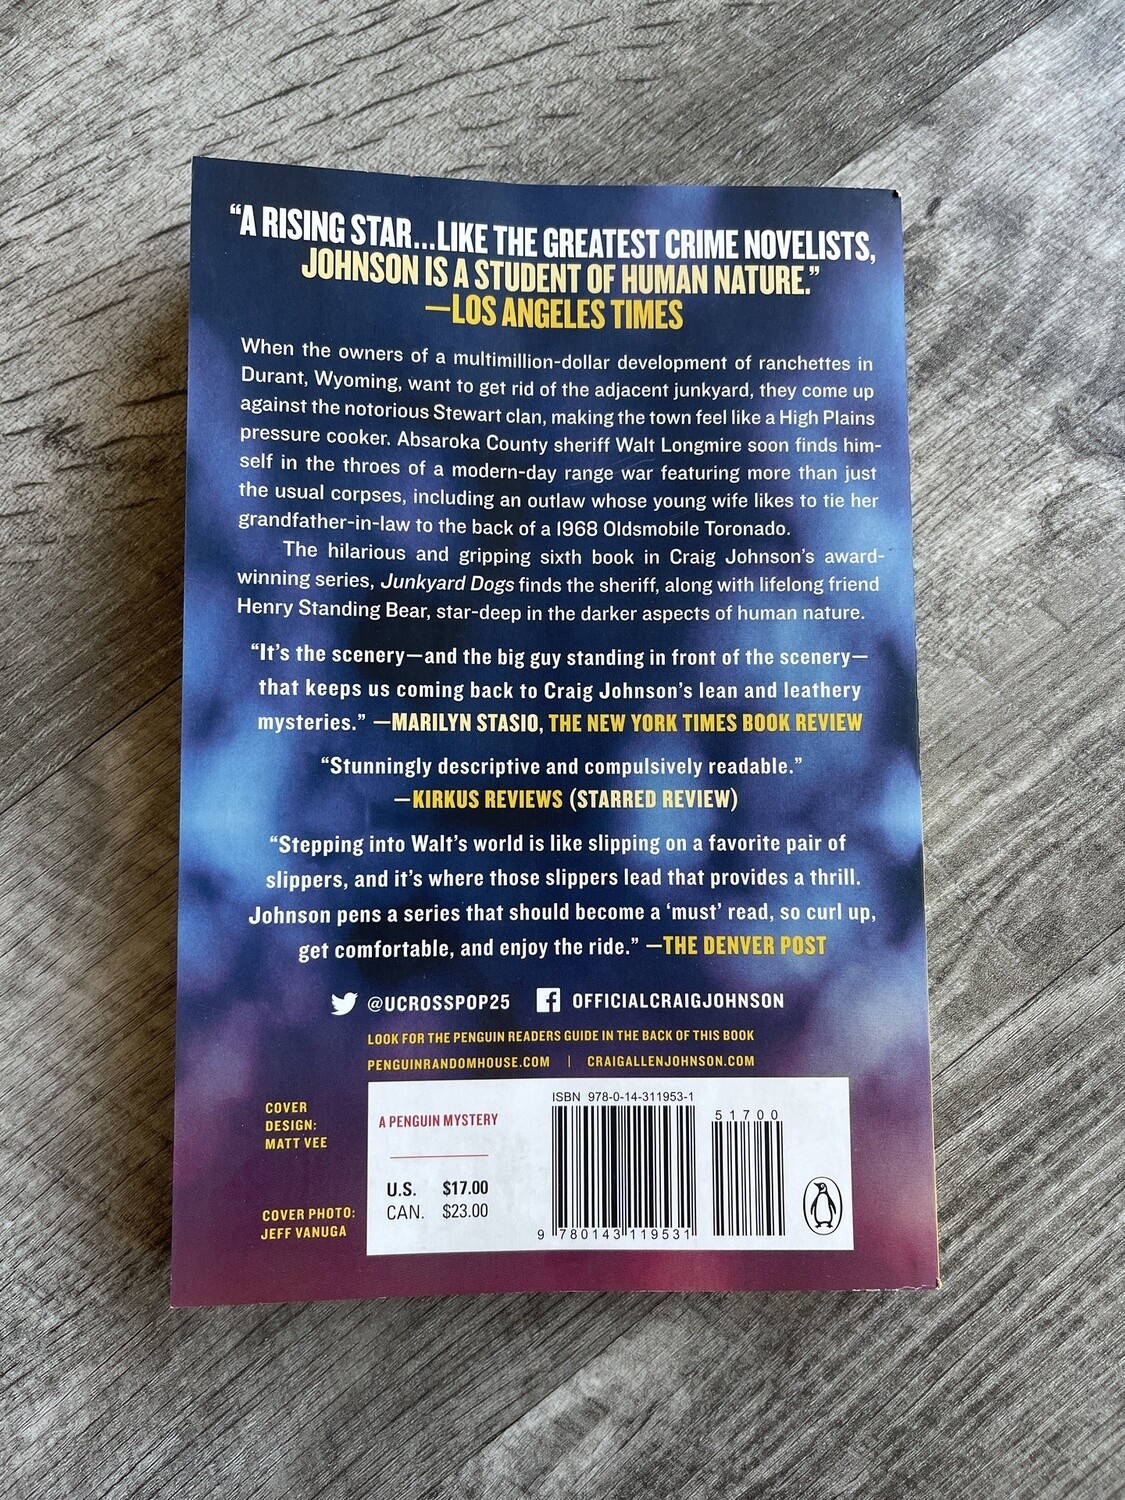 “A RISING STAR...LIKE THE GREATEST CRIME NOVELISTS,
JOHNSON IS A STUDENT OF HUMAN NATURE.”
—LOS ANGELES TIMES
When the owners of a multimillion-dollar development of ranchettes in
Durant, Wyoming, want to get rid of the adjacent junkyard, they come up
against the notorious Stewart clan, making the town feel like a High Plains
pressure cooker. Absaroka County sheriff Walt Longmire soon finds him-
self in the throes of a modern-day range war featuring more than just
the usual corpses, including an outlaw whose young wife likes to tie her
grandfather-in-law to the back of a 1968 Oldsmobile Toronado.
The hilarious and gripping sixth book in Craig Johnson’s award-
winning series, Junkyard Dogs finds the sheriff, along with lifelong friend
Henry Standing Bear, star-deep in the darker aspects of human nature.
“It’s the scenery—and the big guy standing in front of the scenery—
that keeps us coming back to Craig Johnson’s lean and leathery
mysteries.” —MARILYN STASIO, THE NEW YORK TIMES BOOK REVIEW
“Stunningly descriptive and compulsively readable.”
—KIRKUS REVIEWS (STARRED REVIEW)
“Stepping into Walt’s world is like slipping on a favorite pair of
slippers, and it’s where those slippers lead that provides a thrill.
Johnson pens a series that should become a ‘must’ read, so curl up,
get comfortable, and enjoy the ride.” —THE DENVER POST
@UCROSSPOP25 OFFICIALCRAIGJOHNSON
LOOK FOR THE PENGUIN READERS GUIDE IN THE BACK OF THIS BOOK
PENGUINRANDOMHOUSE.COM | CRAIGALLENJOHNSON.COM
COVER
DESIGN:
MATT VEE
COVER PHOTO:
JEFF VANUGA
A PENGUIN MYSTERY
U.S. $17.00
CAN. $23.00
ISBN 978-0-14-311953-1
51700
9 780143 119531